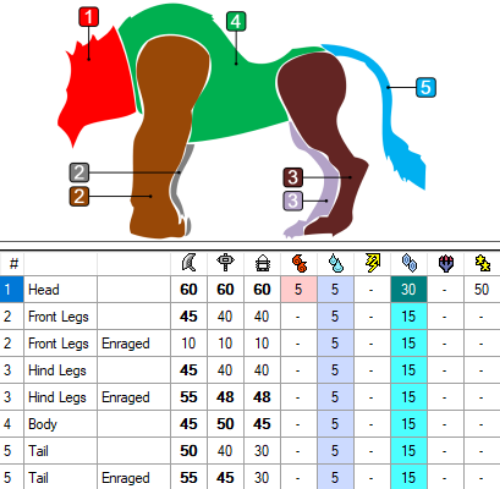 1
4
5
2
2
3
3
#
1 Head 60 60 60 5 5 - 30 - 50
2 Front Legs 45 40 40 - 5 - 15 - -
2 Front Legs Enraged 10 10 10 - 5 - 15 - -
3 Hind Legs 45 40 40 - 5 - 15 - -
3 Hind Legs Enraged 55 48 48 - 5 - 15 - -
4 Body 45 50 45 - 5 - 15 - -
5 Tail 50 40 30 - 5 - 15 - -
5 Tail Enraged 55 45 30 - 5 - 15 - -